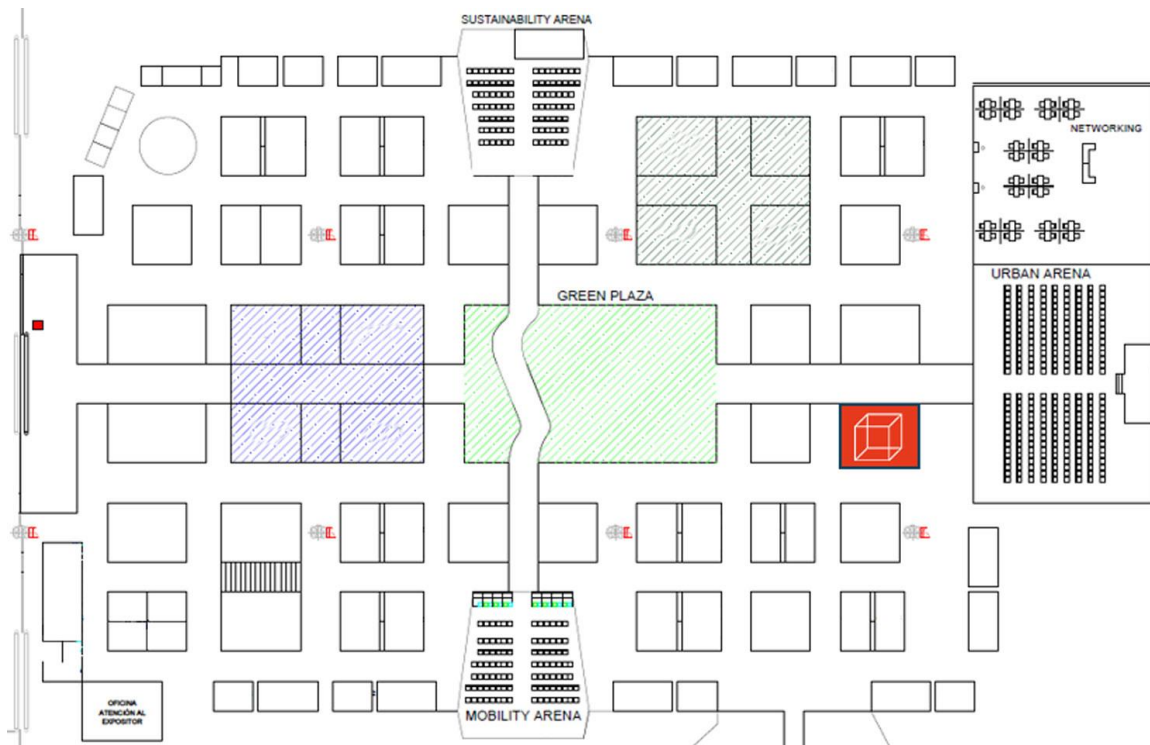 SUSTAINABILITY ARENA
NETWORKING
URBAN ARENA
GREEN PLAZA
OFICINA
ATENCIÓN AL
EXPOSITOR
MOBILITY ARENA